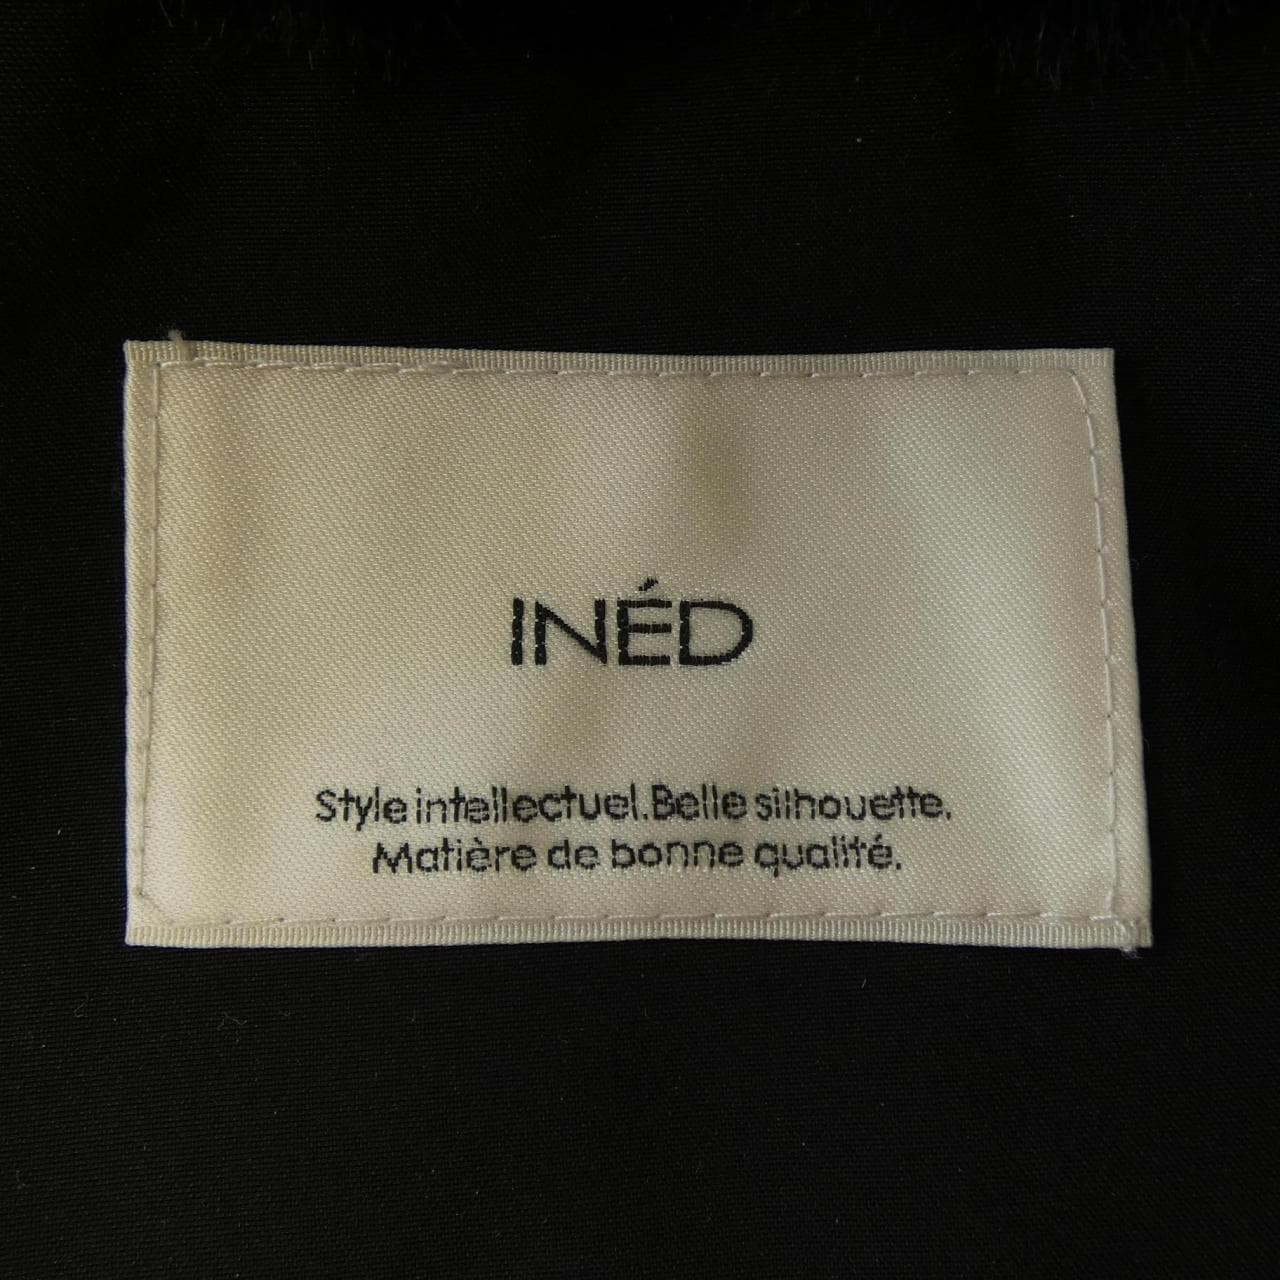 INÉD
Style intellectuel. Belle silhouette.
Matière de bonne qualité.